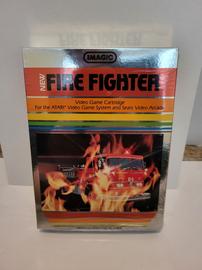 IMAGIC
NEW
FIRE FIGHTER
Video Game Cartridge
For the ATARI® Video Game System and Sears Video Arcade